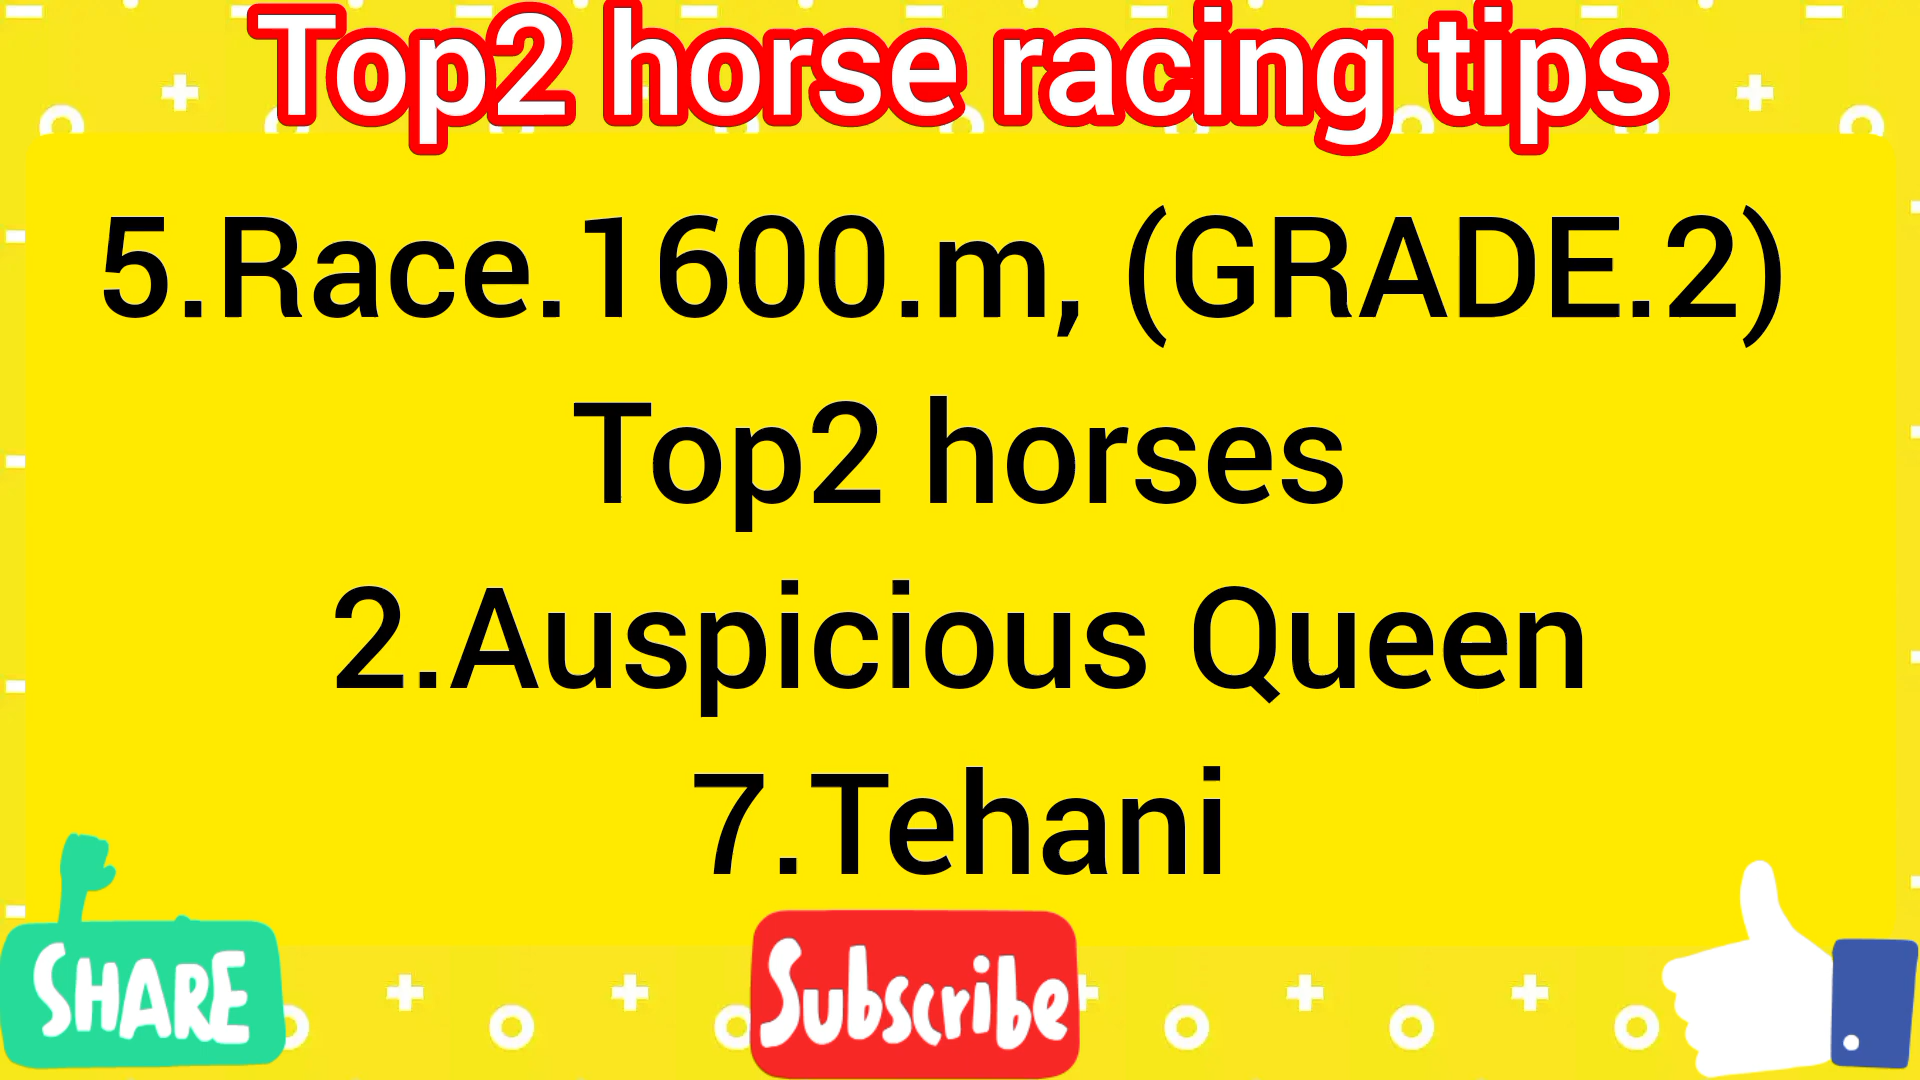 Top2 horse racing tips
5.Race.1600.m, (GRADE.2)
Top2 horses
2.Auspicious Queen
7.Tehani
SHARE
Subscribe